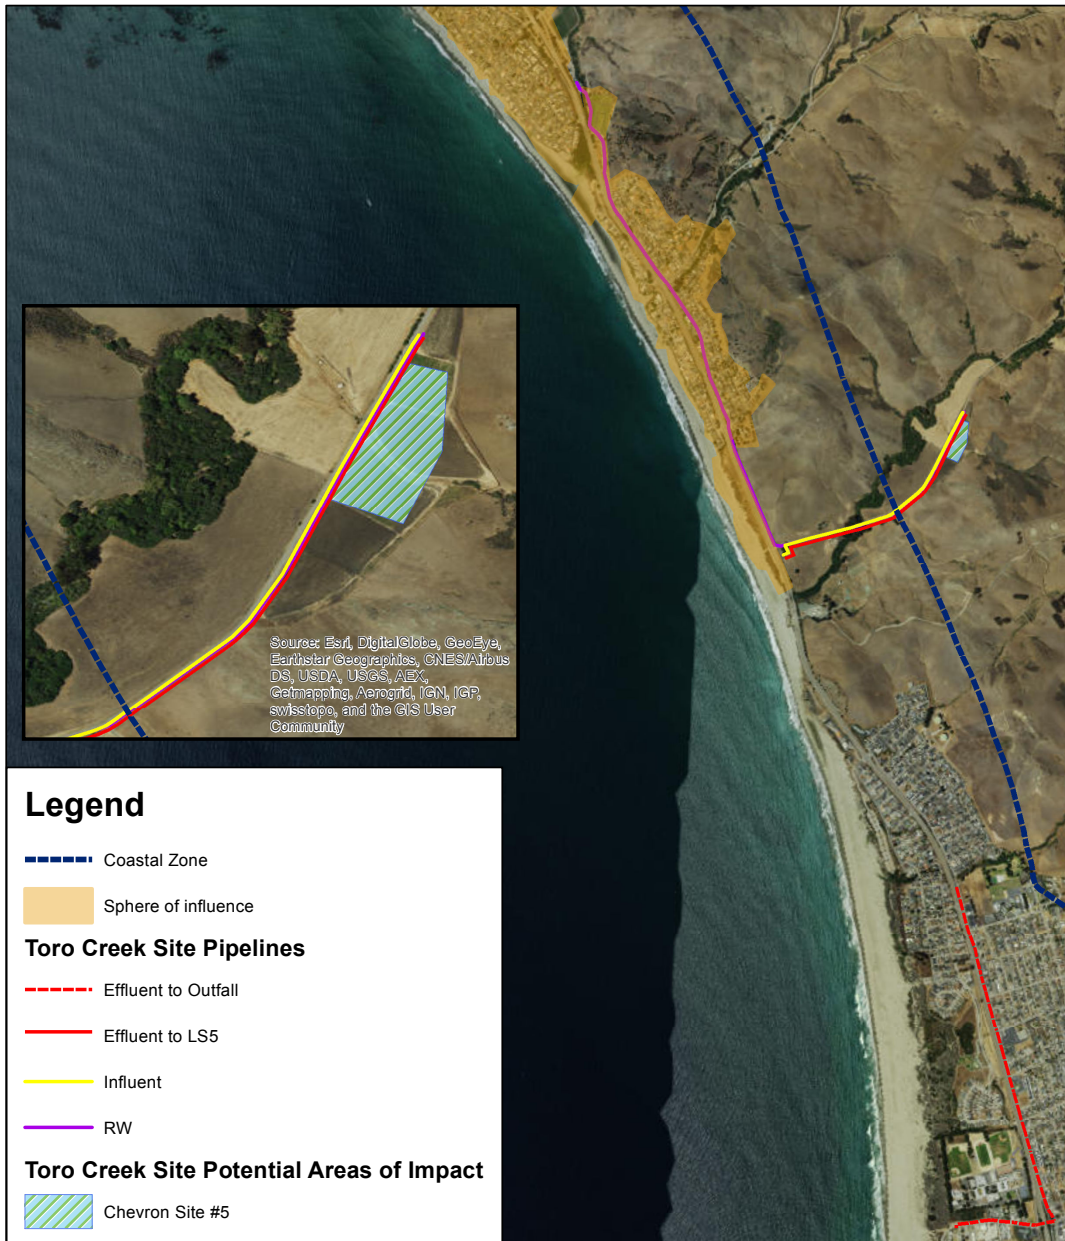 Source: Esri, DigitalGlobe, GeoEye,
Earthstar Geographics, CNES/Airbus
DS, USDA, USGS, AEX,
Getmapping, Aerogrid, IGN, IGP,
swisstopo, and the GIS User
Community
Legend
Coastal Zone
Sphere of influence
Toro Creek Site Pipelines
Effluent to Outfall
Effluent to LS5
Influent
RW
Toro Creek Site Potential Areas of Impact
Chevron Site #5